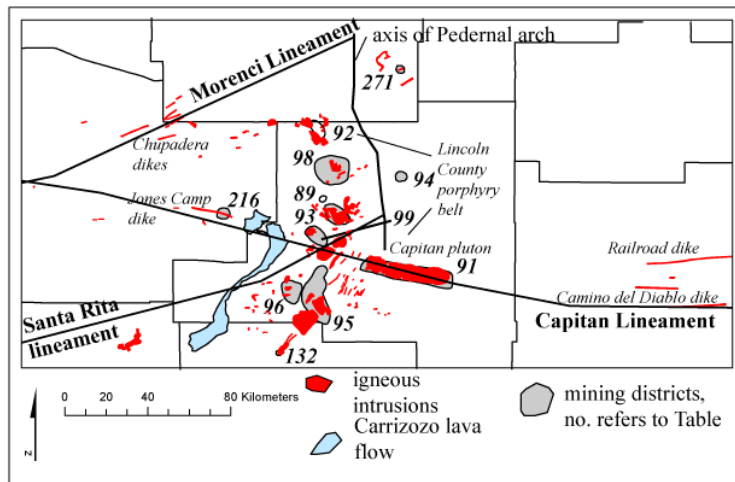 axis of Pedernal arch
Morenci Lineament
271
Chupadera
dikes
92
Lincoln
County
porphyry
belt
98
94
89
Jones Camp
dike
216
93
99
Capitan pluton
91
Railroad dike
Camino del Diablo dike
Capitan Lineament
Santa Rita
lineament
96
95
132
igneous
intrusions
Carrizozo lava
flow
mining districts,
no. refers to Table
0 20 40 80 Kilometers
N